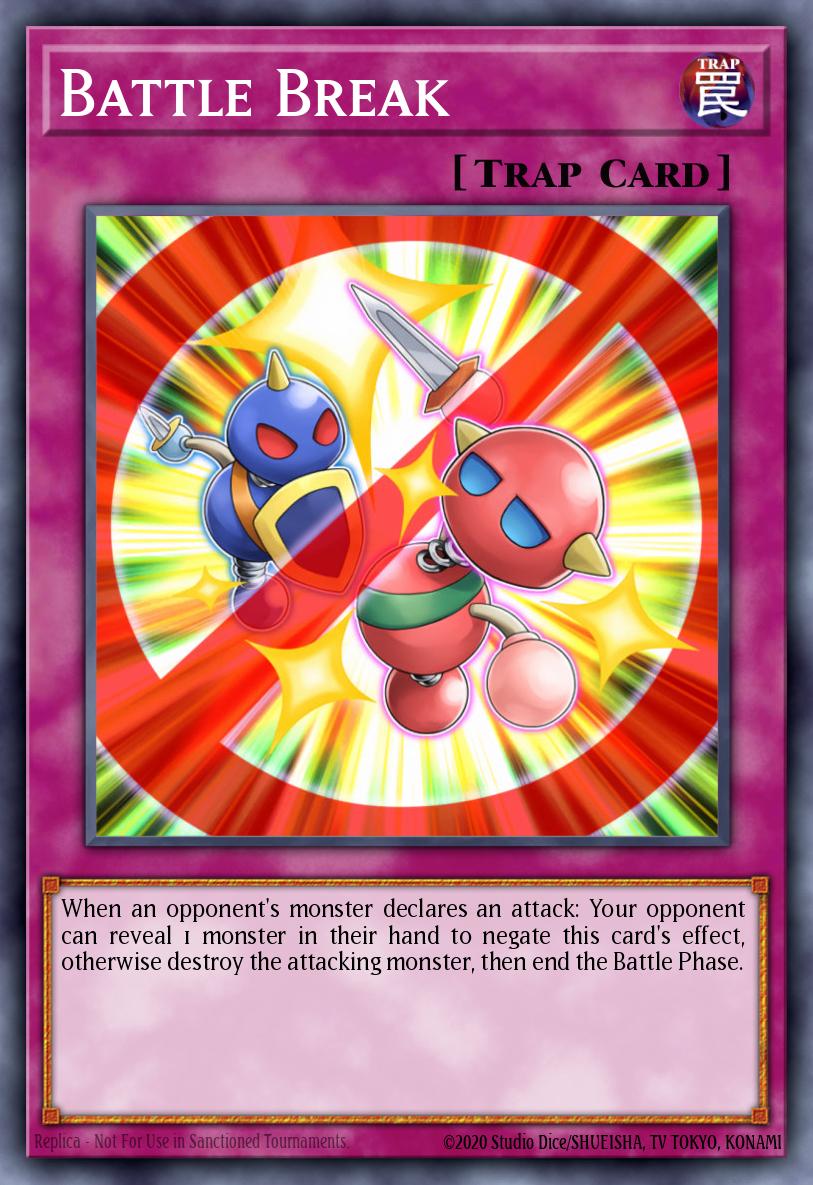 Battle Break
TRAP
罠
[Trap Card]
When an opponent's monster declares an attack: Your opponent
can reveal 1 monster in their hand to negate this card's effect,
otherwise destroy the attacking monster, then end the Battle Phase.
Replica - Not For Use in Sanctioned Tournaments.
©2020 Studio Dice/SHUEISHA, TV TOKYO, KONAMI